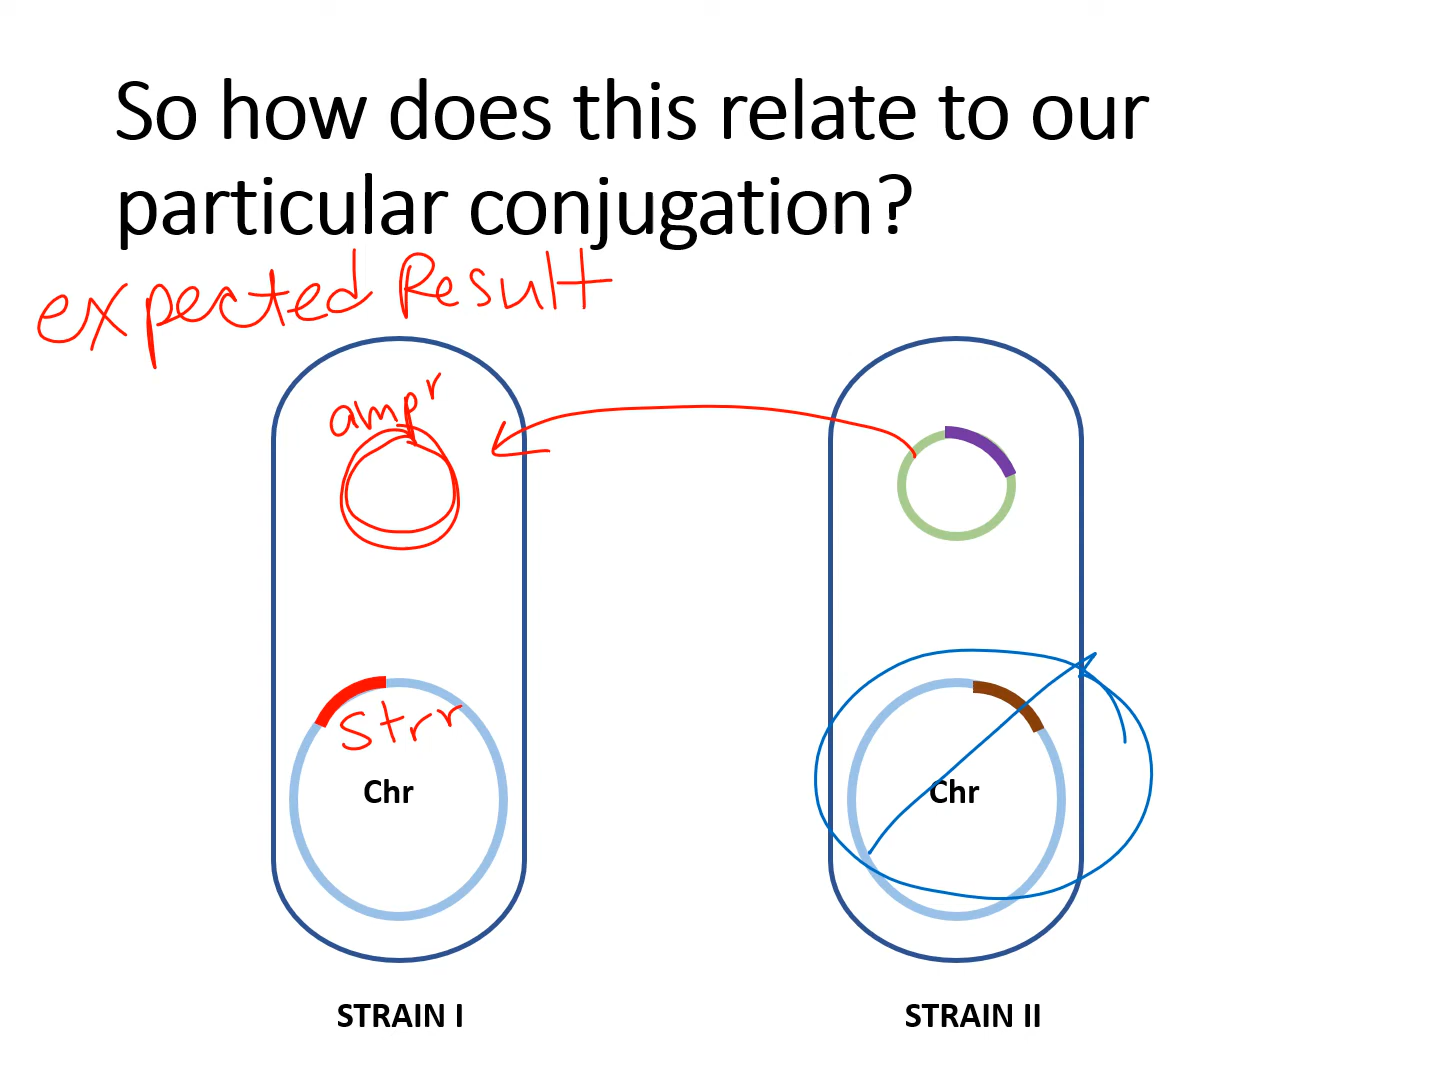 So how does this relate to our
particular conjugation?
expected Result
ampʳ
Strr
Chr
Chr
STRAIN I
STRAIN II